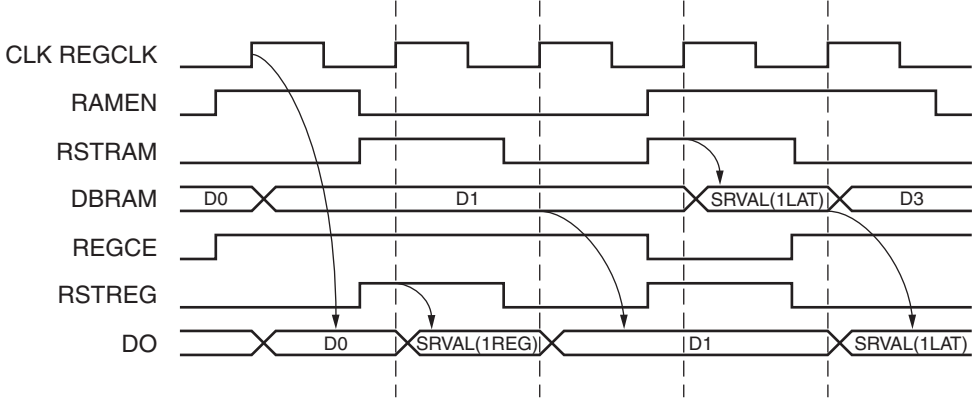 CLK REGCLK
RAMEN
RSTRAM
DBRAM D0 D1 SRVAL(1LAT) D3
REGCE
RSTREG
DO D0 SRVAL(1REG) D1 SRVAL(1LAT)